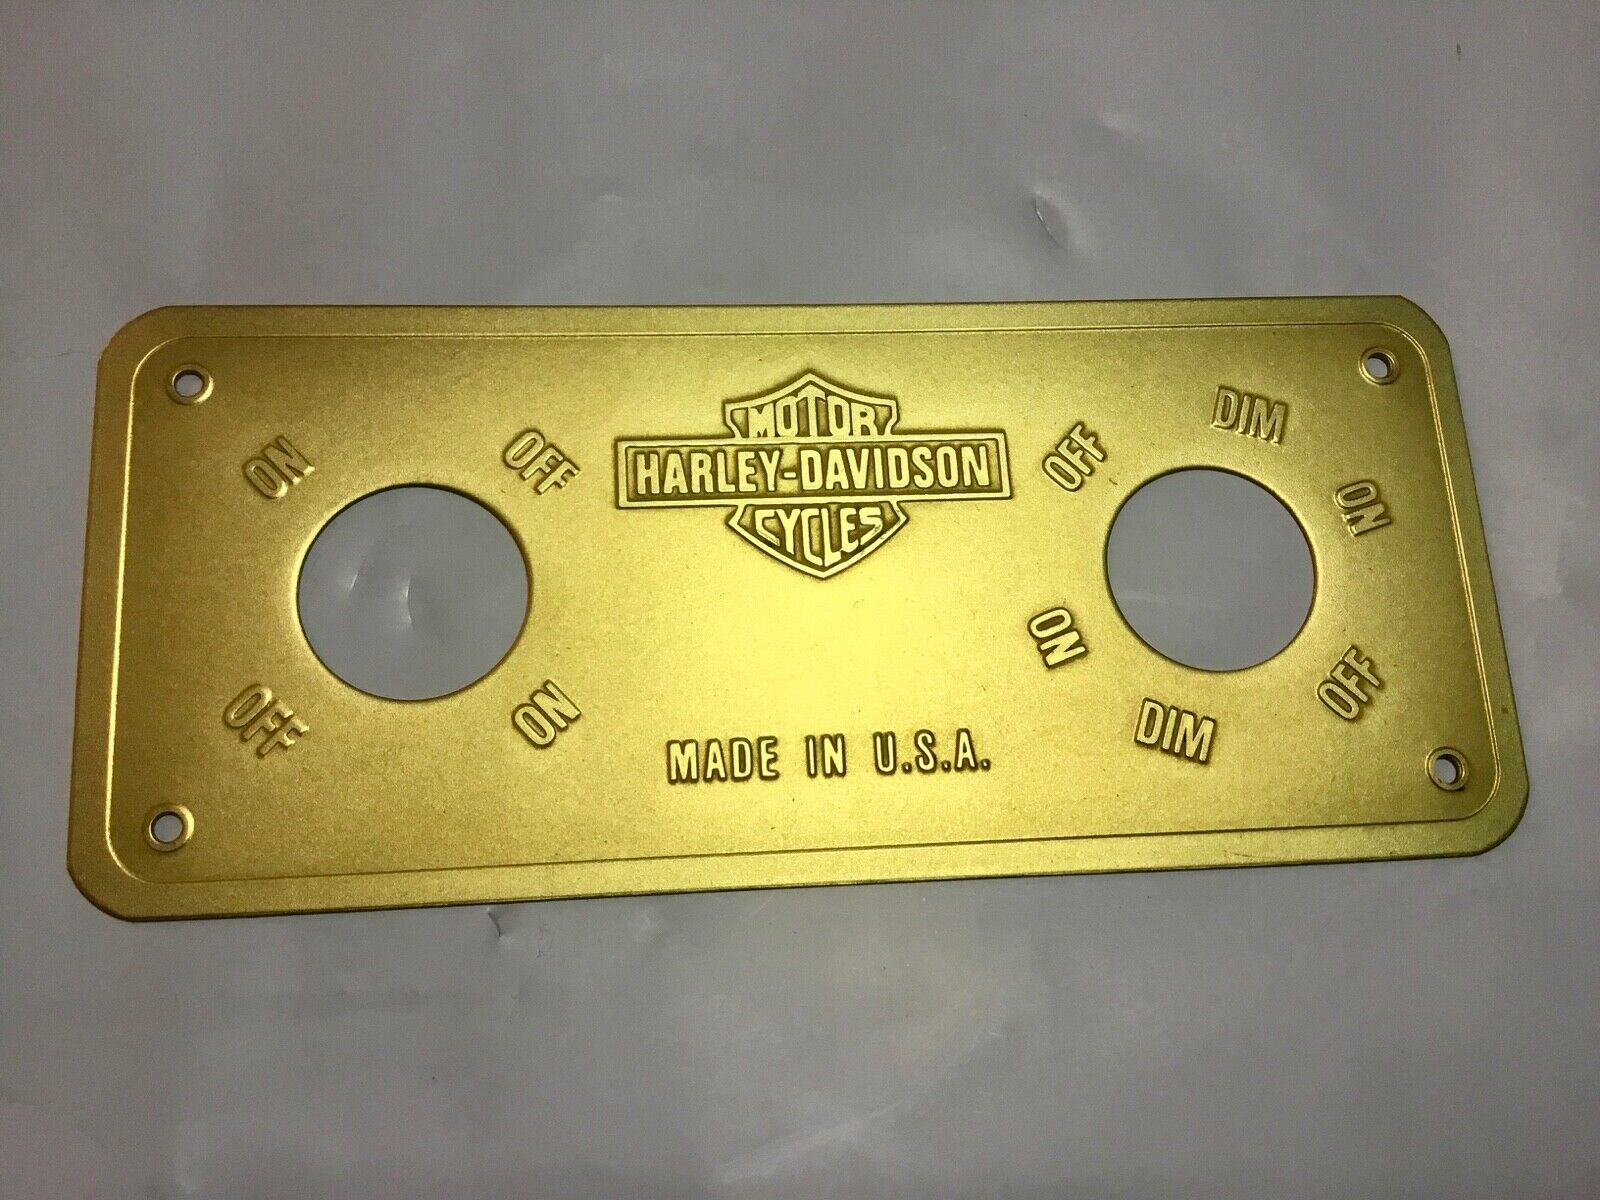 MOTOR
HARLEY-DAVIDSON
CYCLES
ON
OFF
OFF
ON
OFF
DIM
ON
ON
DIM
OFF
MADE IN U.S.A.